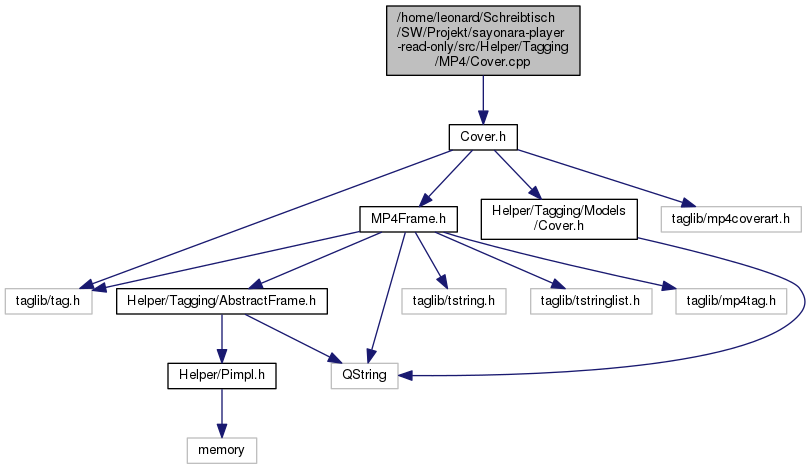 /home/leonard/Schreibtisch
/SW/Projekt/sayonara-player
-read-only/src/Helper/Tagging
/MP4/Cover.cpp
Cover.h
MP4Frame.h
Helper/Tagging/Models
/Cover.h
taglib/mp4coverart.h
taglib/tag.h
Helper/Tagging/AbstractFrame.h
taglib/tstring.h
taglib/tstringlist.h
taglib/mp4tag.h
Helper/Pimpl.h
QString
memory